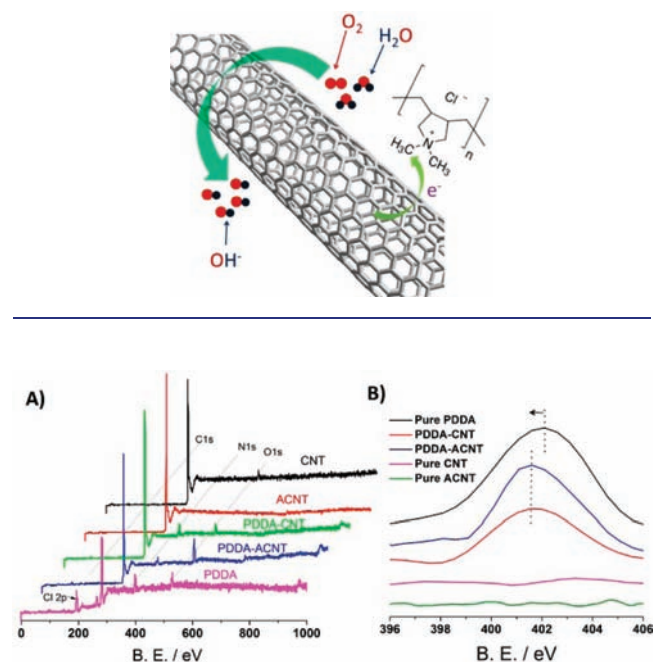 O₂
H₂O
Cl⁻
n
H₃C
N
+
CH₃
e⁻
OH⁻
A)
C1s
N1s
O1s
CNT
ACNT
PDDA-CNT
PDDA-ACNT
PDDA
Cl 2p
0 200 400 600 800 1000
B. E. / eV
B)
Pure PDDA
PDDA-CNT
PDDA-ACNT
Pure CNT
Pure ACNT
396 398 400 402 404 406
B. E. / eV